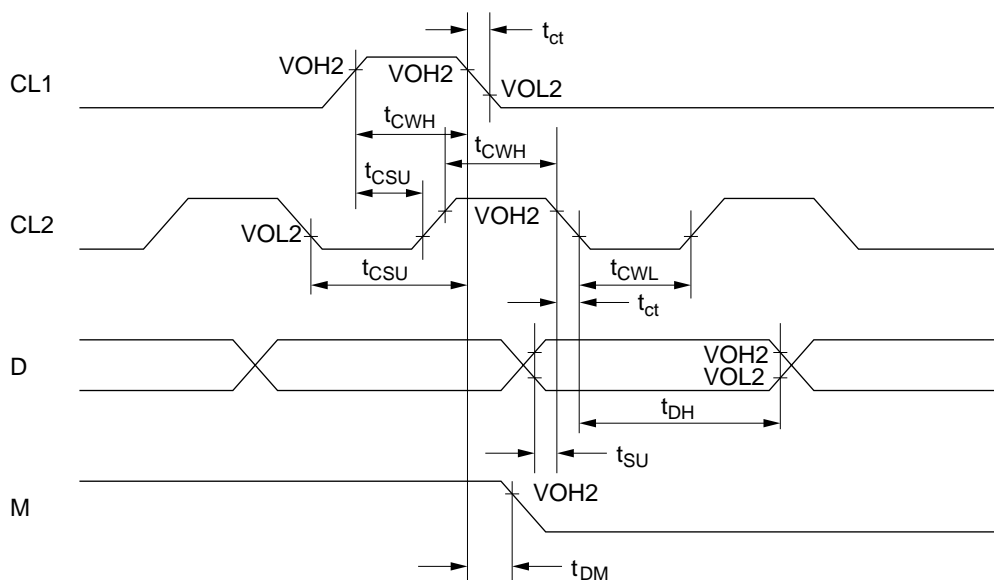 t_ct
CL1
VOH2
VOH2
VOL2
t_CWH
t_CWH
t_CSU
CL2
VOL2
VOH2
t_CSU
t_CWL
t_ct
D
VOH2
VOL2
t_DH
t_SU
M
VOH2
t_DM